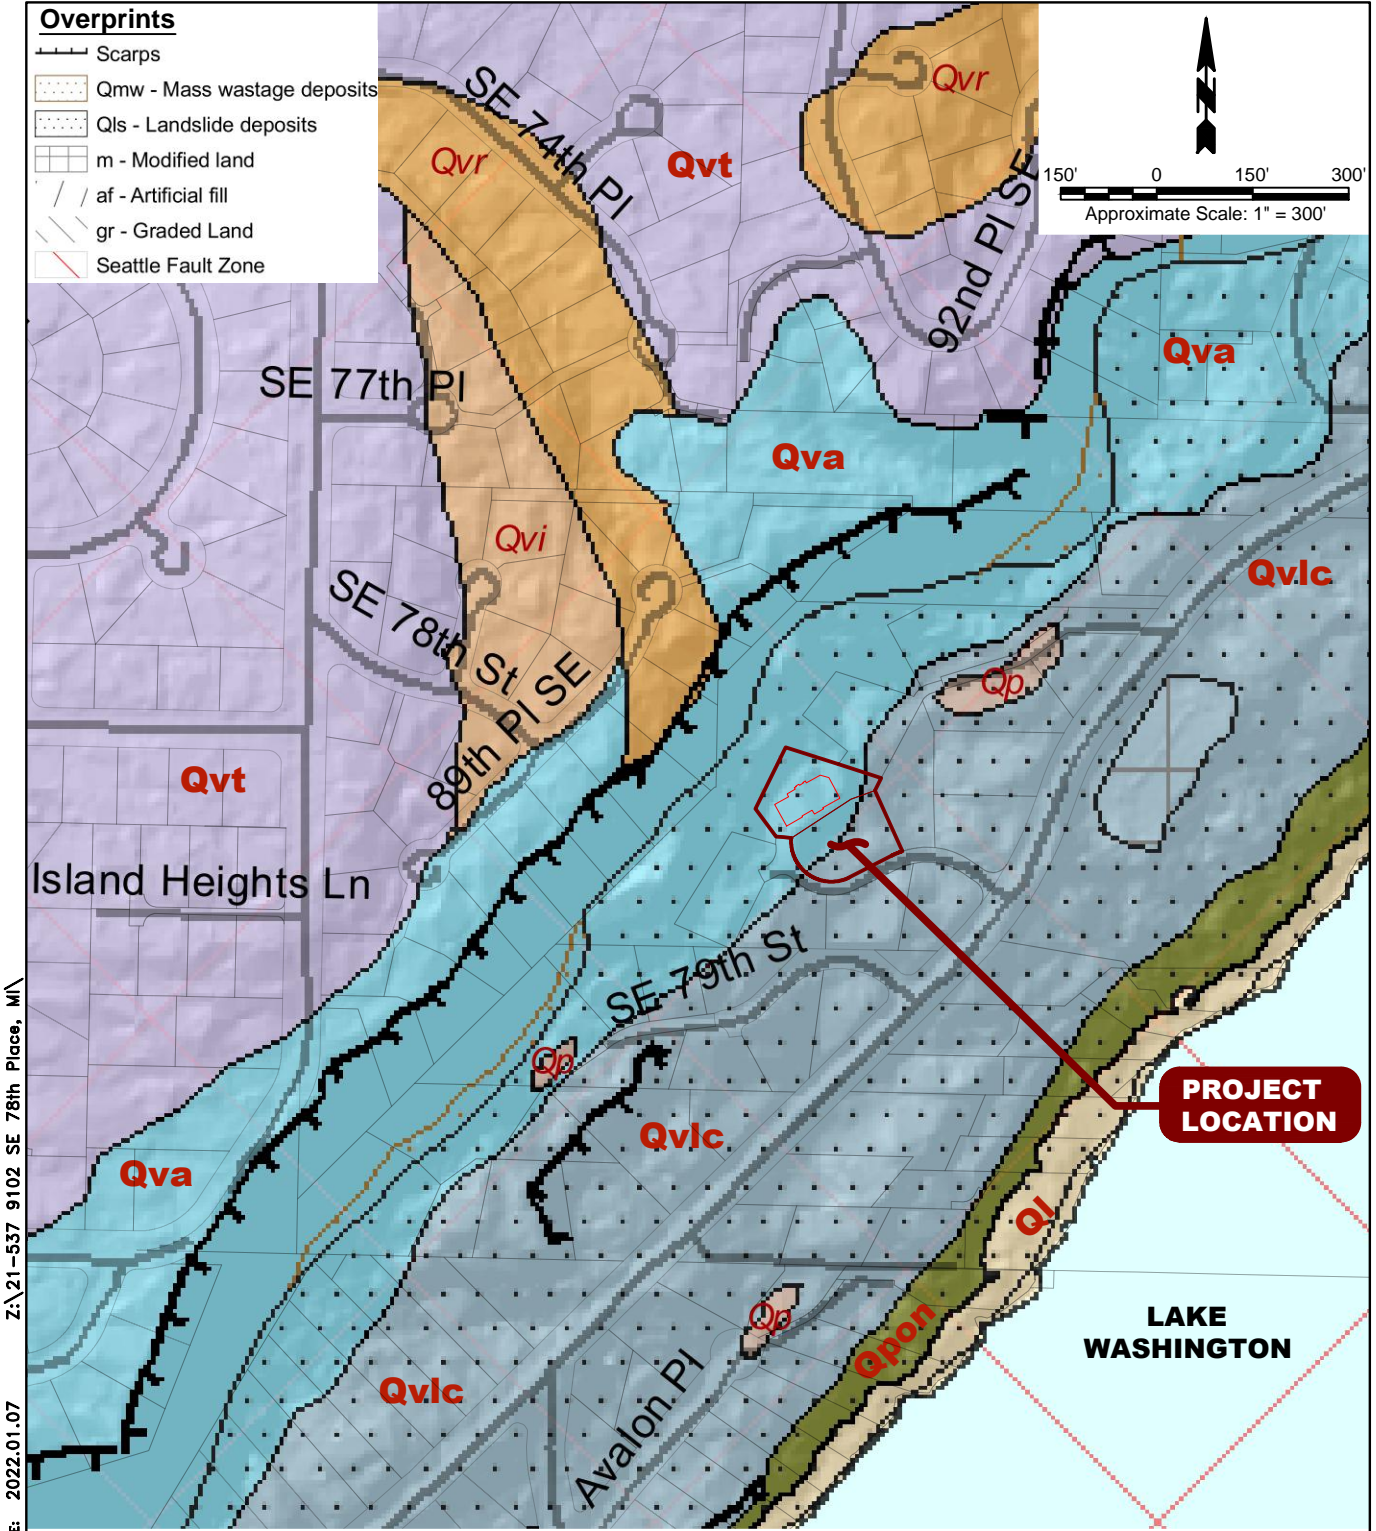 Overprints
Scarps
Qmw - Mass wastage deposits
Qls - Landslide deposits
m - Modified land
af - Artificial fill
gr - Graded Land
Seattle Fault Zone
N
150' 0 150' 300'
Approximate Scale: 1" = 300'
SE 74th Pl
Qvr
Qvt
Qvr
92nd Pl SE
Qva
SE 77th Pl
Qva
Qvi
Qvlc
SE 78th St
89th Pl SE
Qp
Qvt
Island Heights Ln
SE 79th St
Qp
PROJECT
LOCATION
Qvlc
Qva
Ql
Qp
LAKE
WASHINGTON
Qpon
Qvlc
Avalon Pl
Z:\21-537 9102 SE 78th Place, MI\
E: 2022.01.07